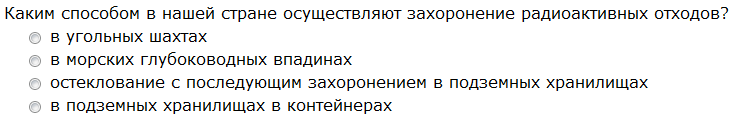 Каким способом в нашей стране осуществляют захоронение радиоактивных отходов?
в угольных шахтах
в морских глубоководных впадинах
остеклование с последующим захоронением в подземных хранилищах
в подземных хранилищах в контейнерах